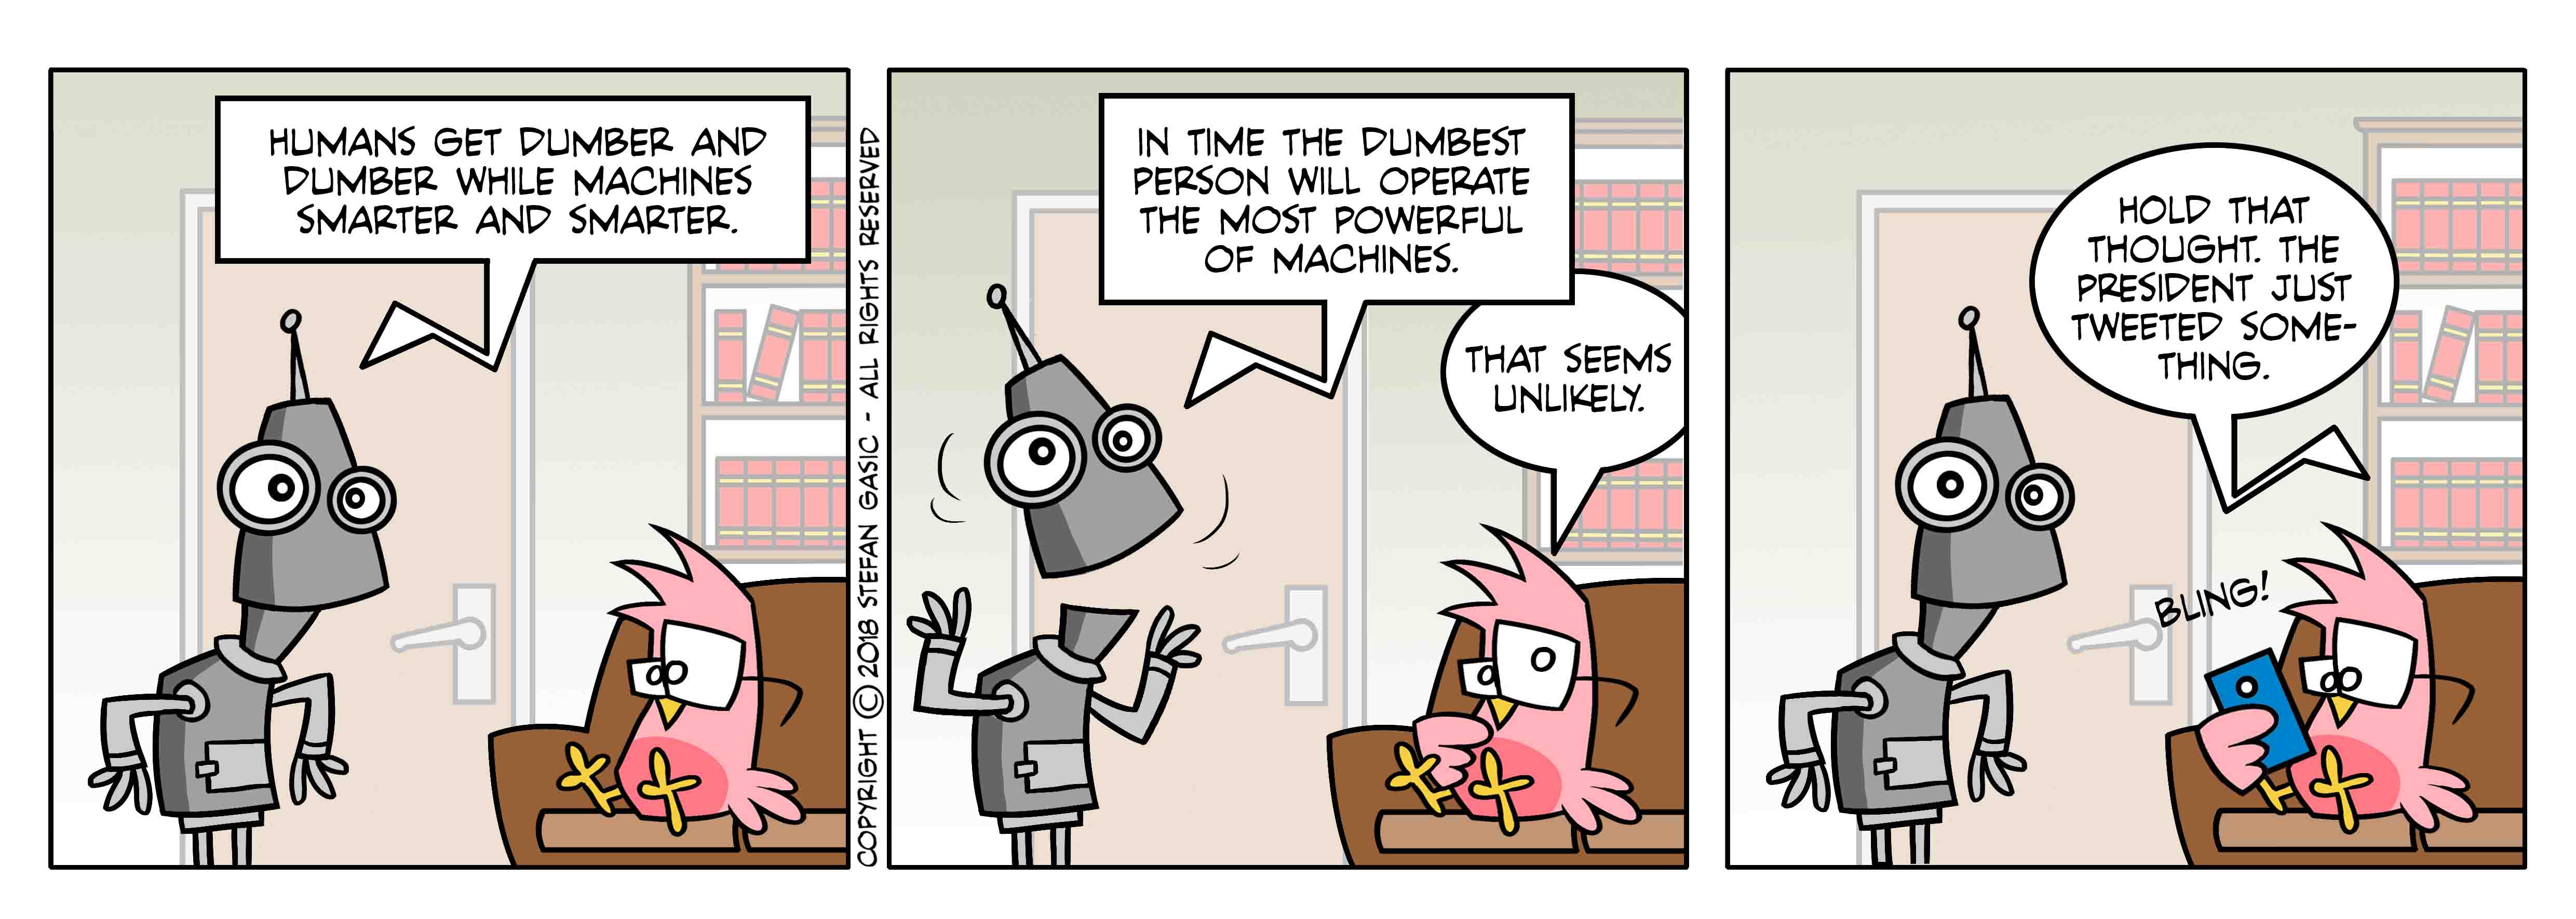 HUMANS GET DUMBER AND
DUMBER WHILE MACHINES
SMARTER AND SMARTER.
COPYRIGHT © 2018 STEFAN GASIC - ALL RIGHTS RESERVED
IN TIME THE DUMBEST
PERSON WILL OPERATE
THE MOST POWERFUL
OF MACHINES.
THAT SEEMS
UNLIKELY.
HOLD THAT
THOUGHT. THE
PRESIDENT JUST
TWEETED SOME-
THING.
BLING!